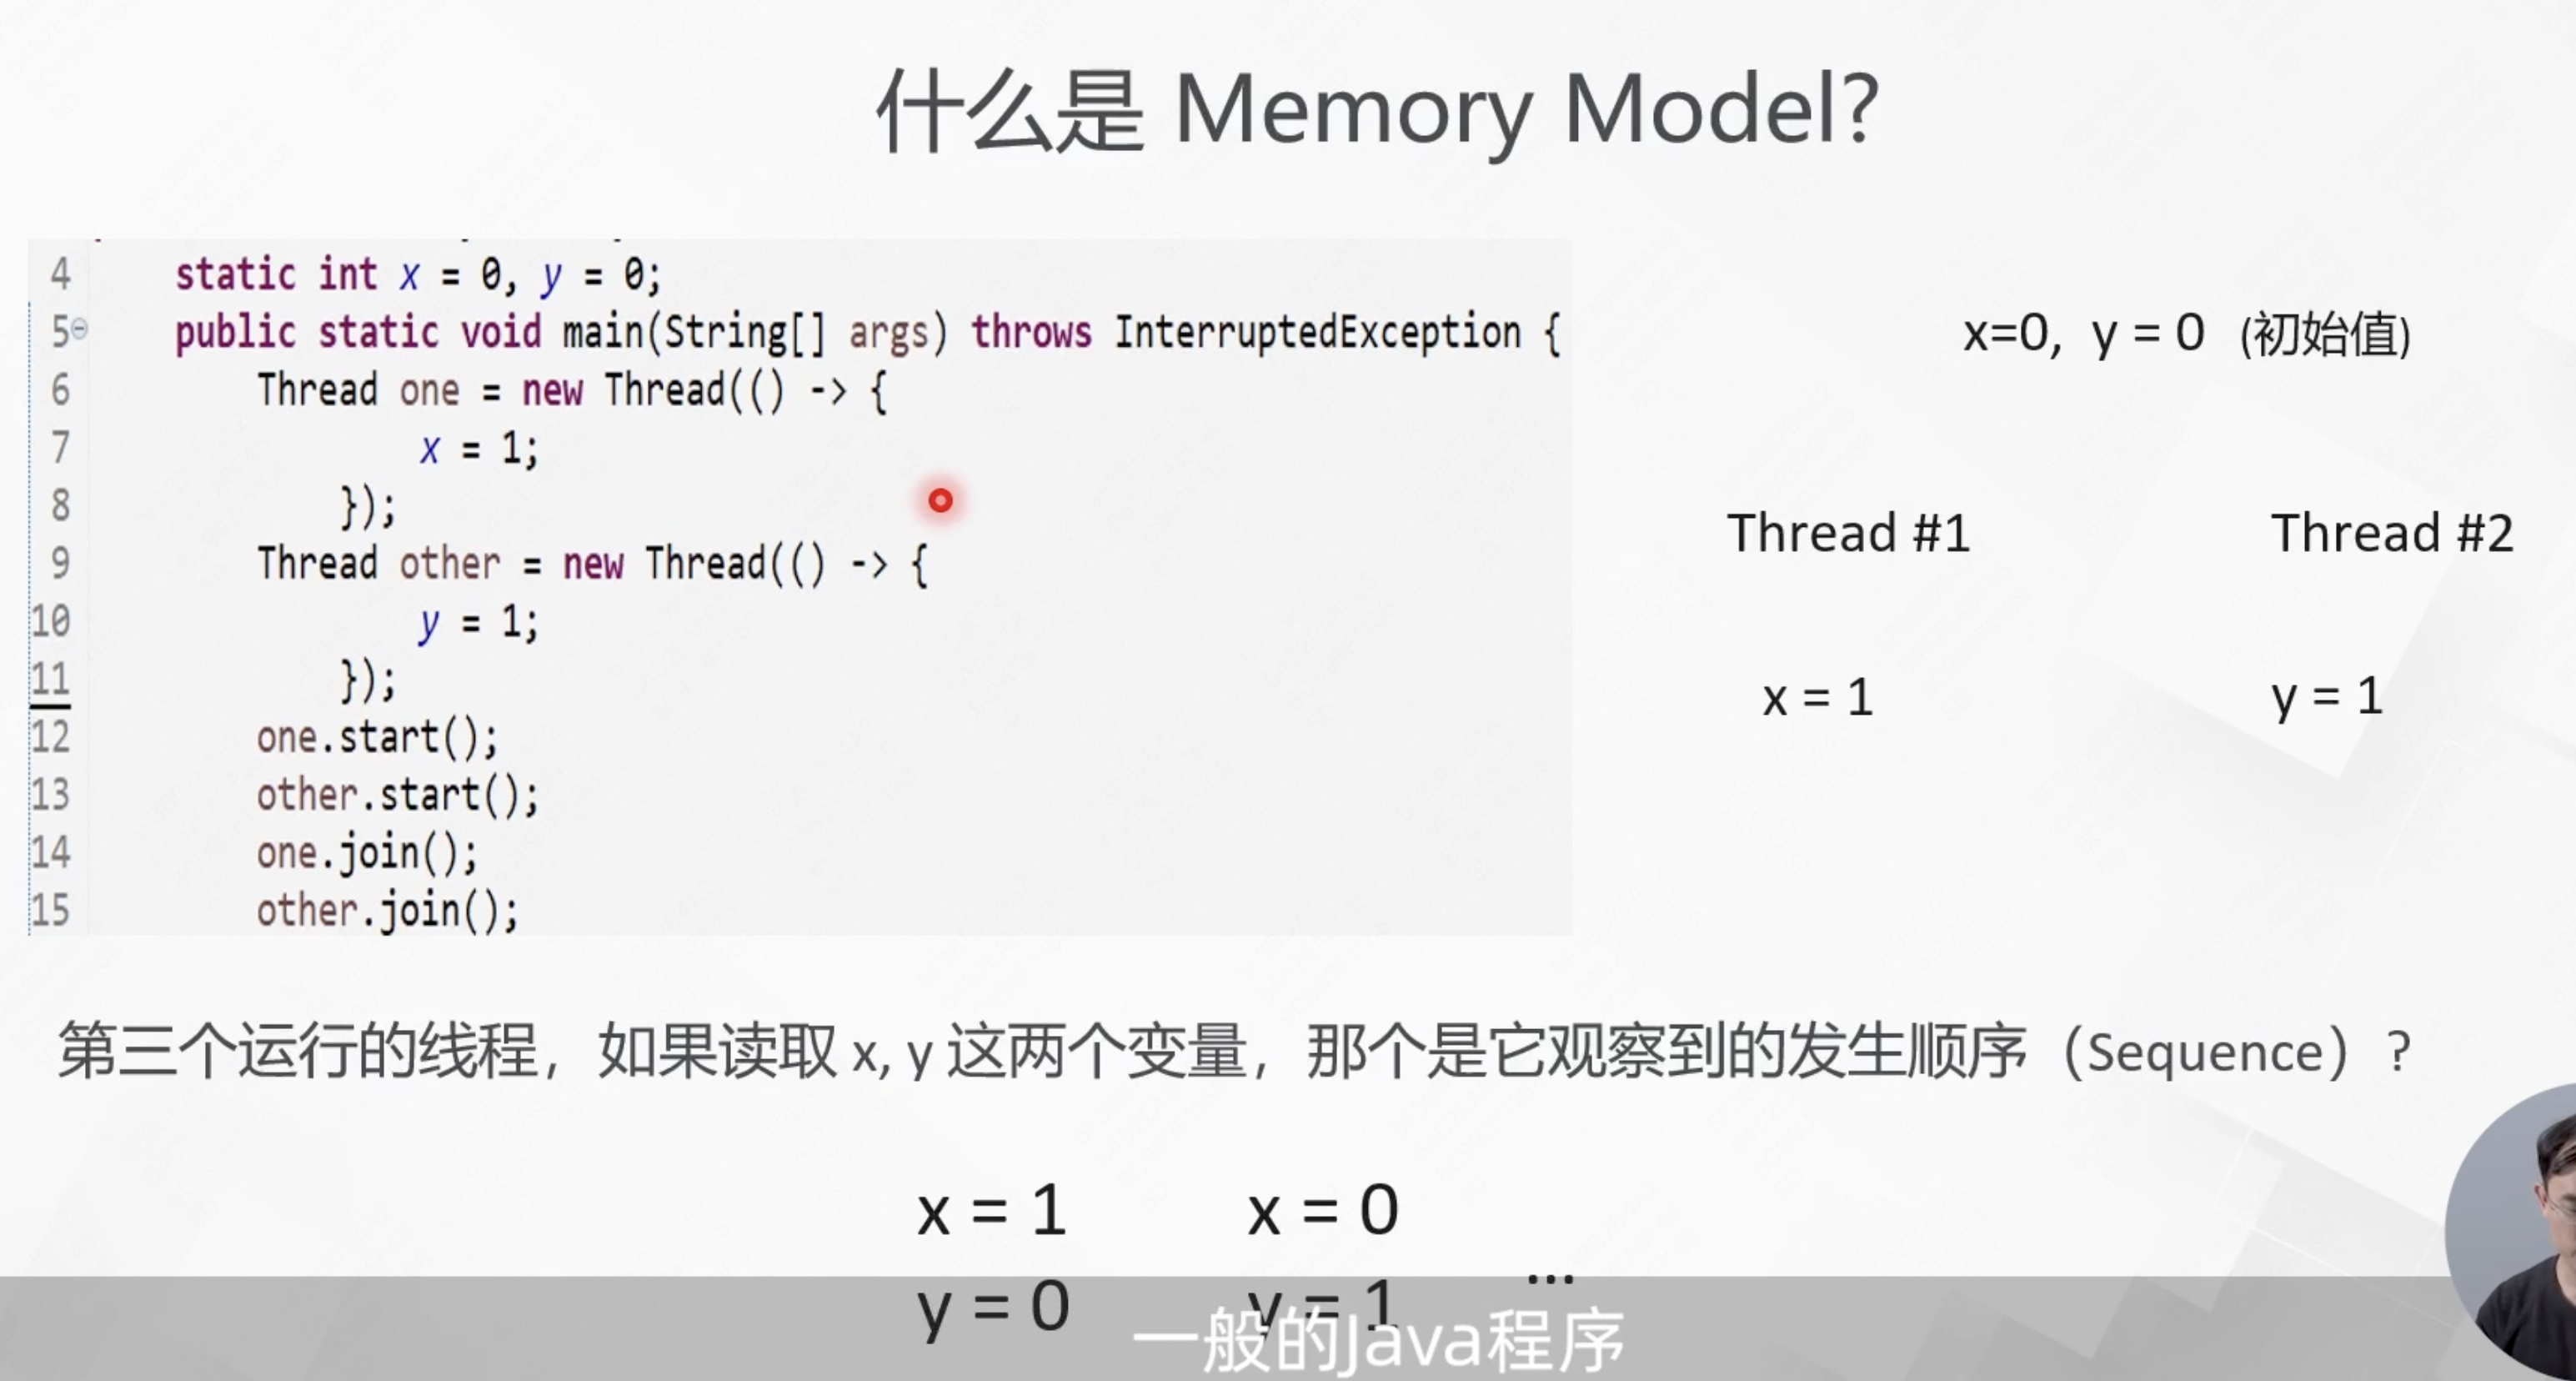 什么是 Memory Model?
4 static int x = 0, y = 0;
5 public static void main(String[] args) throws InterruptedException {
6 Thread one = new Thread(() -> {
7 x = 1;
8 });
9 Thread other = new Thread(() -> {
10 y = 1;
11 });
12 one.start();
13 other.start();
14 one.join();
15 other.join();
x=0, y = 0 (初始值)
Thread #1 Thread #2
x = 1 y = 1
第三个运行的线程，如果读取 x, y 这两个变量，那个是它观察到的发生顺序（Sequence）?
x = 1 x = 0
y = 0 y = 1 ...
一般的Java程序